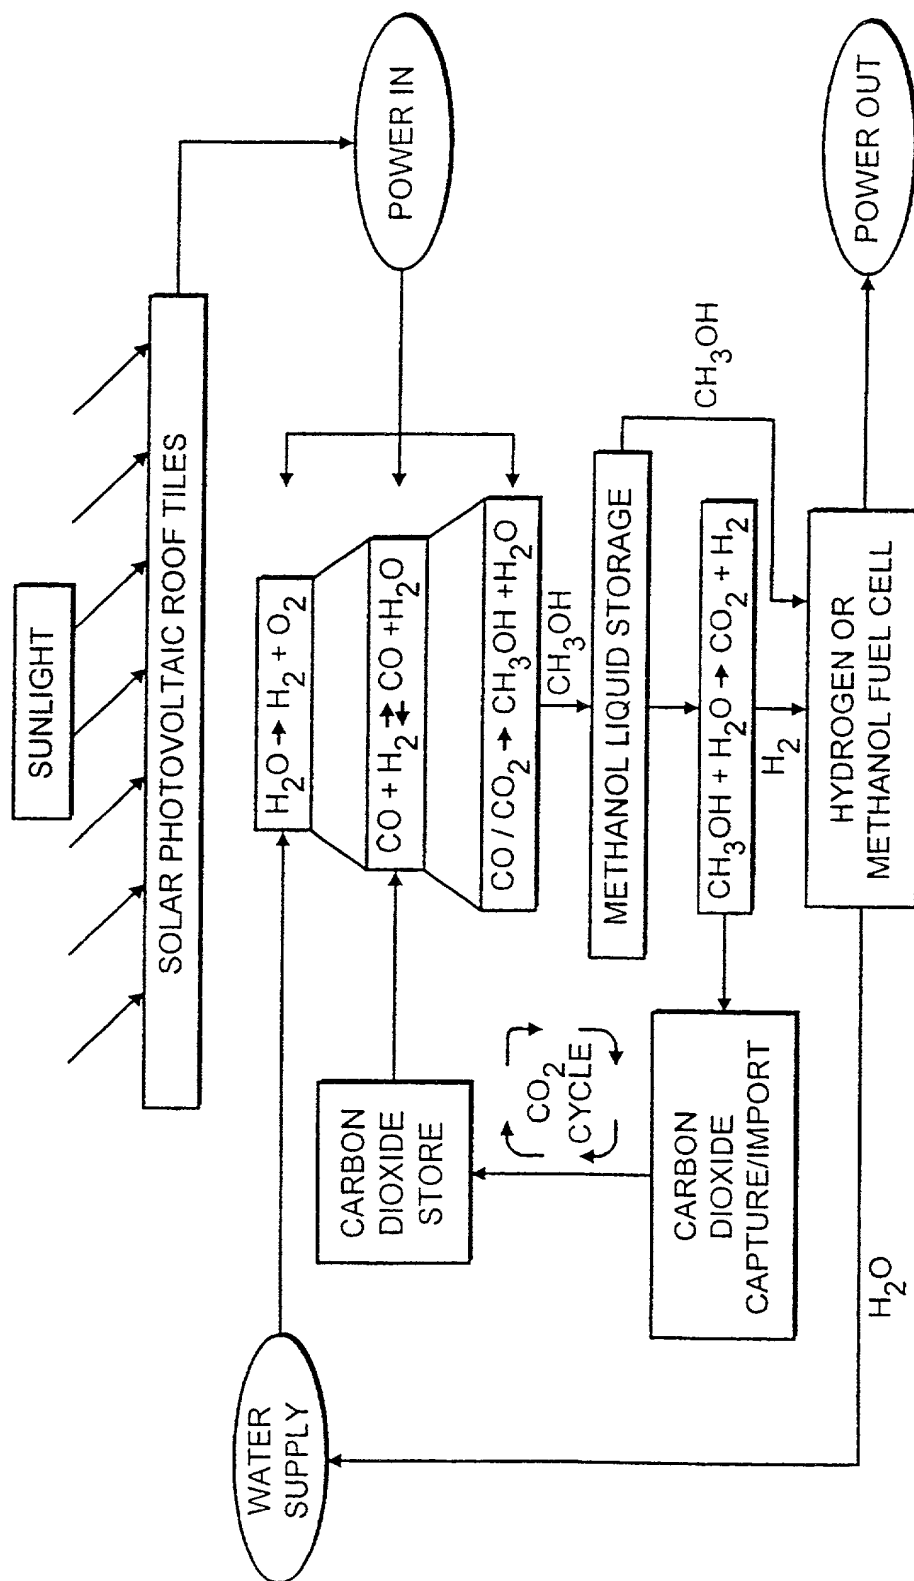 SUNLIGHT
SOLAR PHOTOVOLTAIC ROOF TILES
POWER IN
WATER
SUPPLY
H₂O → H₂ + O₂
CO + H₂ ⇄ CO + H₂O
CO / CO₂ → CH₃OH + H₂O
CARBON
DIOXIDE
STORE
CO₂
CYCLE
CH₃OH
METHANOL LIQUID STORAGE
CH₃OH
CH₃OH + H₂O → CO₂ + H₂
CARBON
DIOXIDE
CAPTURE/IMPORT
H₂
HYDROGEN OR
METHANOL FUEL CELL
POWER OUT
H₂O